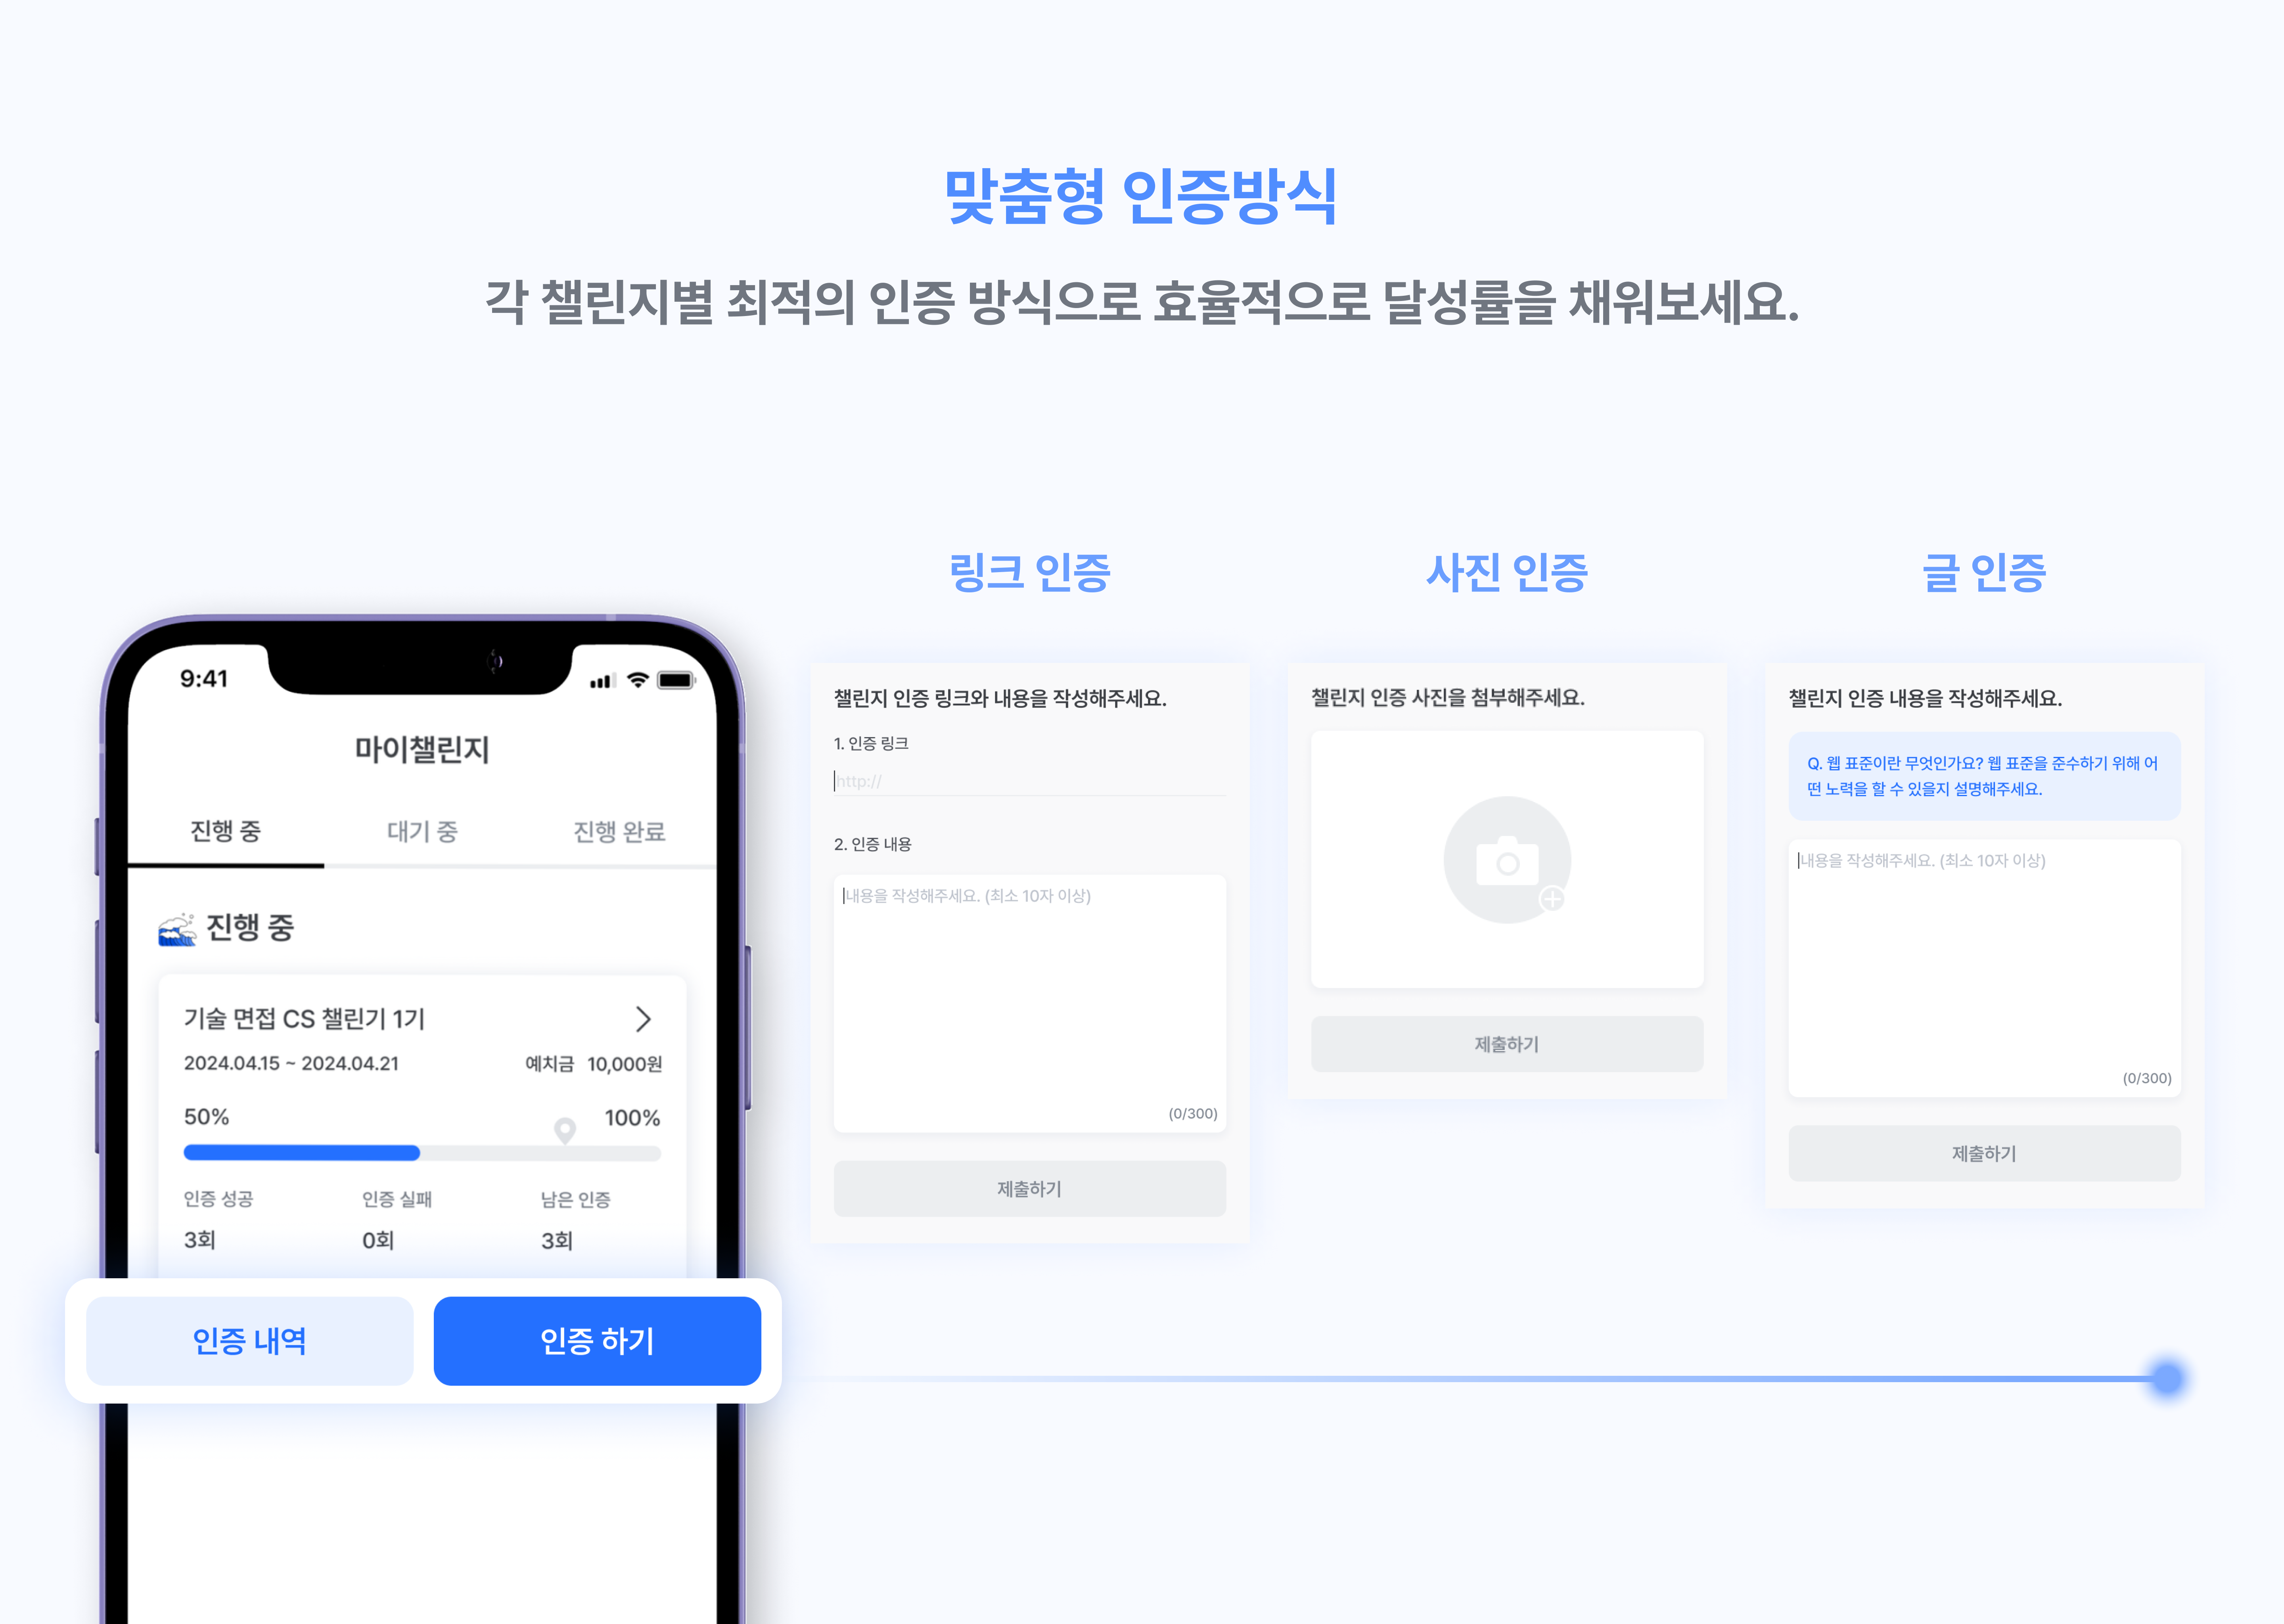 맞춤형 인증방식
각 챌린지별 최적의 인증 방식으로 효율적으로 달성률을 채워보세요.
9:41
마이챌린지
진행 중
대기 중
진행 완료
진행 중
기술 면접 CS 챌린기 1기
2024.04.15 ~ 2024.04.21
예치금 10,000원
50%
100%
인증 성공
인증 실패
남은 인증
3회
0회
3회
인증 내역
인증 하기
링크 인증
챌린지 인증 링크와 내용을 작성해주세요.
1. 인증 링크
http://
2. 인증 내용
내용을 작성해주세요. (최소 10자 이상)
(0/300)
제출하기
사진 인증
챌린지 인증 사진을 첨부해주세요.
제출하기
글 인증
챌린지 인증 내용을 작성해주세요.
Q. 웹 표준이란 무엇인가요? 웹 표준을 준수하기 위해 어
떤 노력을 할 수 있을지 설명해주세요.
내용을 작성해주세요. (최소 10자 이상)
(0/300)
제출하기